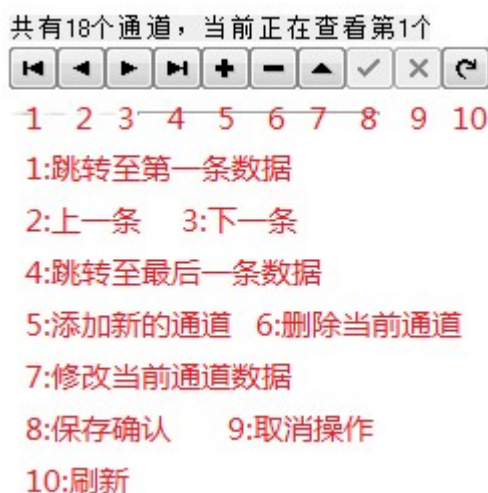 共有18个通道，当前正在查看第1个
1 2 3 4 5 6 7 8 9 10
1:跳转至第一条数据
2:上一条 3:下一条
4:跳转至最后一条数据
5:添加新的通道 6:删除当前通道
7:修改当前通道数据
8:保存确认 9:取消操作
10:刷新